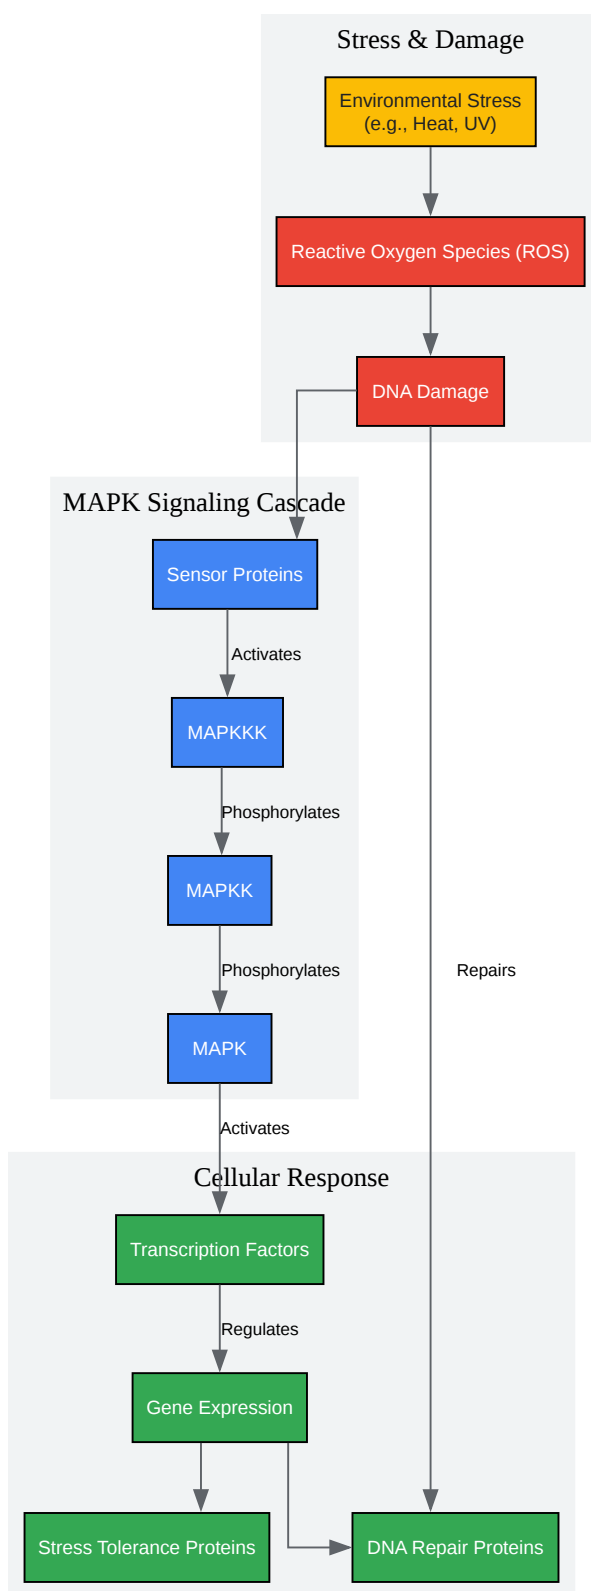 Stress & Damage
Environmental Stress
(e.g., Heat, UV)
Reactive Oxygen Species (ROS)
DNA Damage
MAPK Signaling Cascade
Sensor Proteins
Activates
MAPKKK
Phosphorylates
MAPKK
Phosphorylates
Repairs
MAPK
Activates
Cellular Response
Transcription Factors
Regulates
Gene Expression
Stress Tolerance Proteins
DNA Repair Proteins